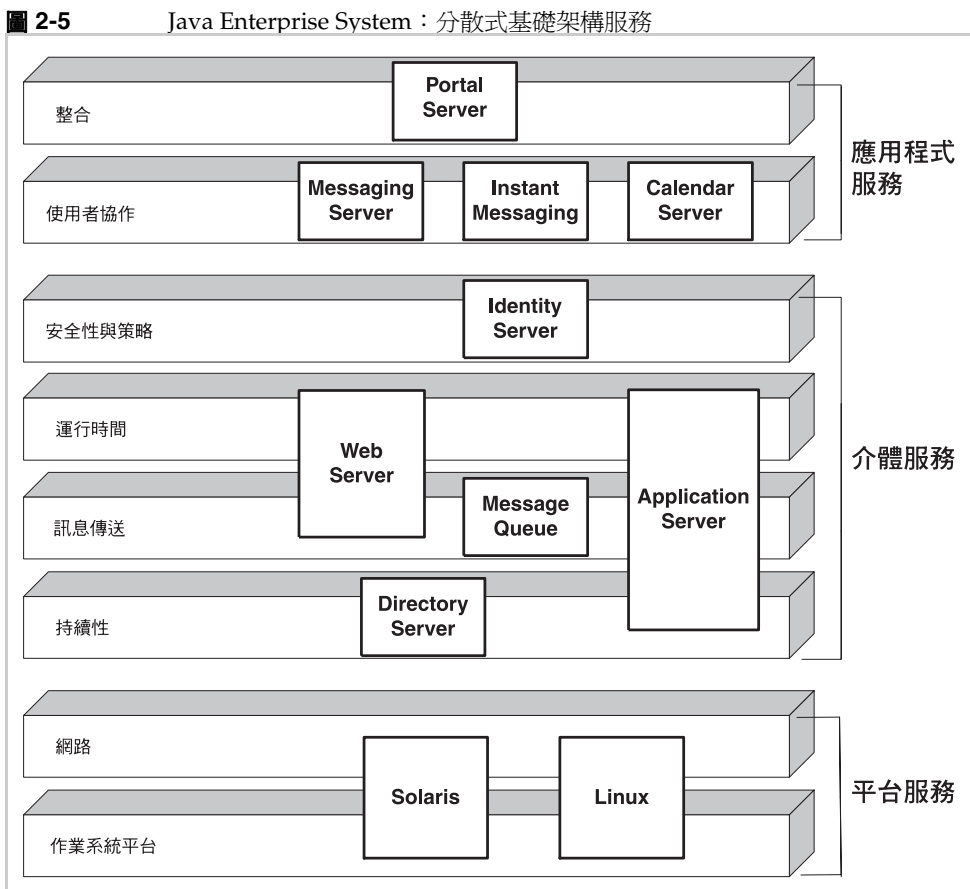 圖 2-5 Java Enterprise System：分散式基礎架構服務
Portal
Server
整合
應用程式
服務
Messaging
Server
Instant
Messaging
Calendar
Server
使用者協作
Identity
Server
安全性與策略
運行時間
Web
Server
介體服務
Message
Queue
Application
Server
訊息傳送
Directory
Server
持續性
網路
Solaris
Linux
平台服務
作業系統平台